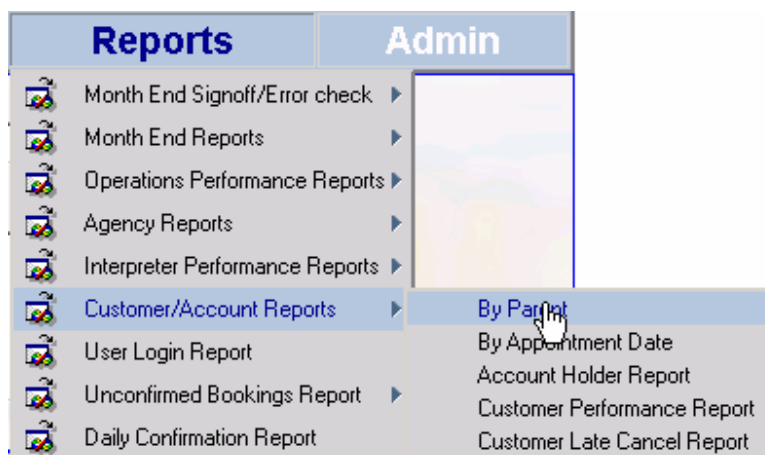 Reports Admin
Month End Signoff/Error check
Month End Reports
Operations Performance Reports
Agency Reports
Interpreter Performance Reports
Customer/Account Reports
User Login Report
Unconfirmed Bookings Report
Daily Confirmation Report
By Parent
By Appointment Date
Account Holder Report
Customer Performance Report
Customer Late Cancel Report